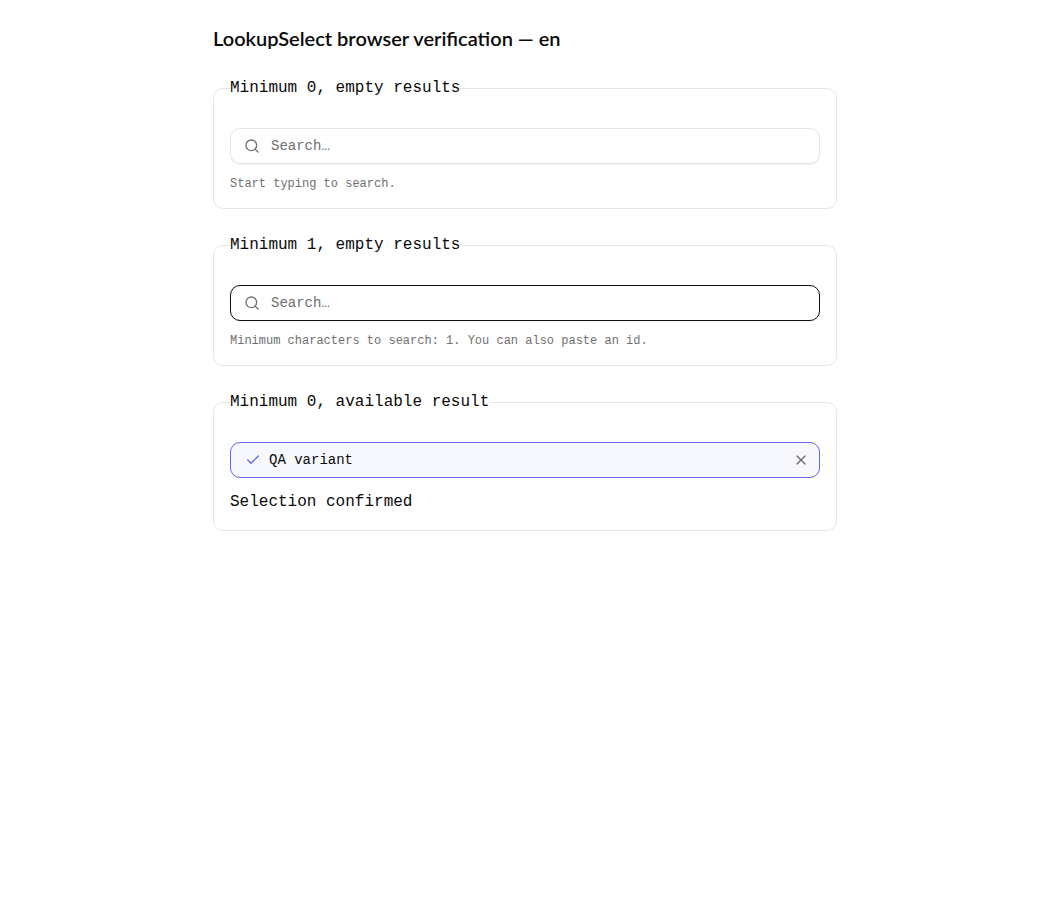 LookupSelect browser verification — en
Minimum 0, empty results
Search…
Start typing to search.
Minimum 1, empty results
Search…
Minimum characters to search: 1. You can also paste an id.
Minimum 0, available result
QA variant
Selection confirmed